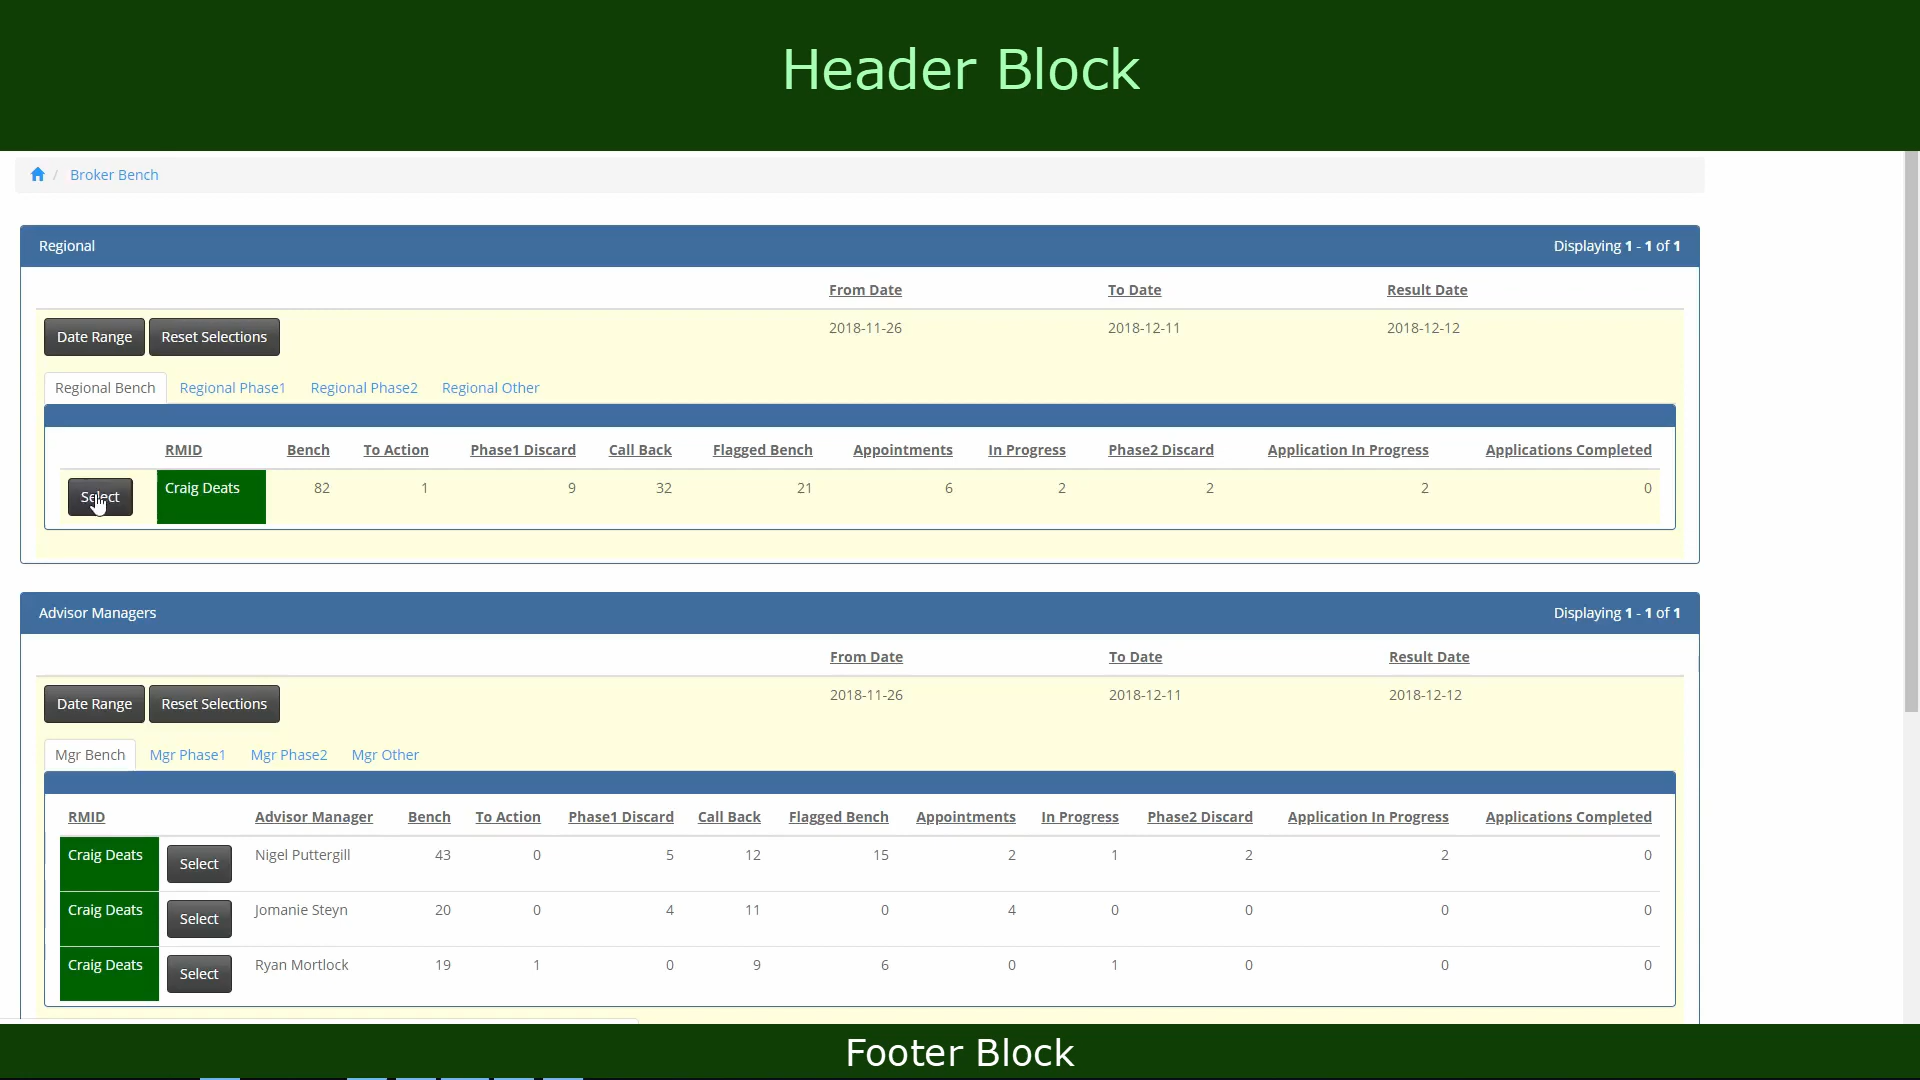 Header Block
/ Broker Bench
Regional Displaying 1 - 1 of 1
From Date To Date Result Date
Date Range Reset Selections 2018-11-26 2018-12-11 2018-12-12
Regional Bench Regional Phase1 Regional Phase2 Regional Other
RMID Bench To Action Phase1 Discard Call Back Flagged Bench Appointments In Progress Phase2 Discard Application In Progress Applications Completed
Select Craig Deats 82 1 9 32 21 6 2 2 2 0
Advisor Managers Displaying 1 - 1 of 1
From Date To Date Result Date
Date Range Reset Selections 2018-11-26 2018-12-11 2018-12-12
Mgr Bench Mgr Phase1 Mgr Phase2 Mgr Other
RMID Advisor Manager Bench To Action Phase1 Discard Call Back Flagged Bench Appointments In Progress Phase2 Discard Application In Progress Applications Completed
Craig Deats Select Nigel Puttergill 43 0 5 12 15 2 1 2 2 0
Craig Deats Select Jomanie Steyn 20 0 4 11 0 4 0 0 0 0
Craig Deats Select Ryan Mortlock 19 1 0 9 6 0 1 0 0 0
Footer Block